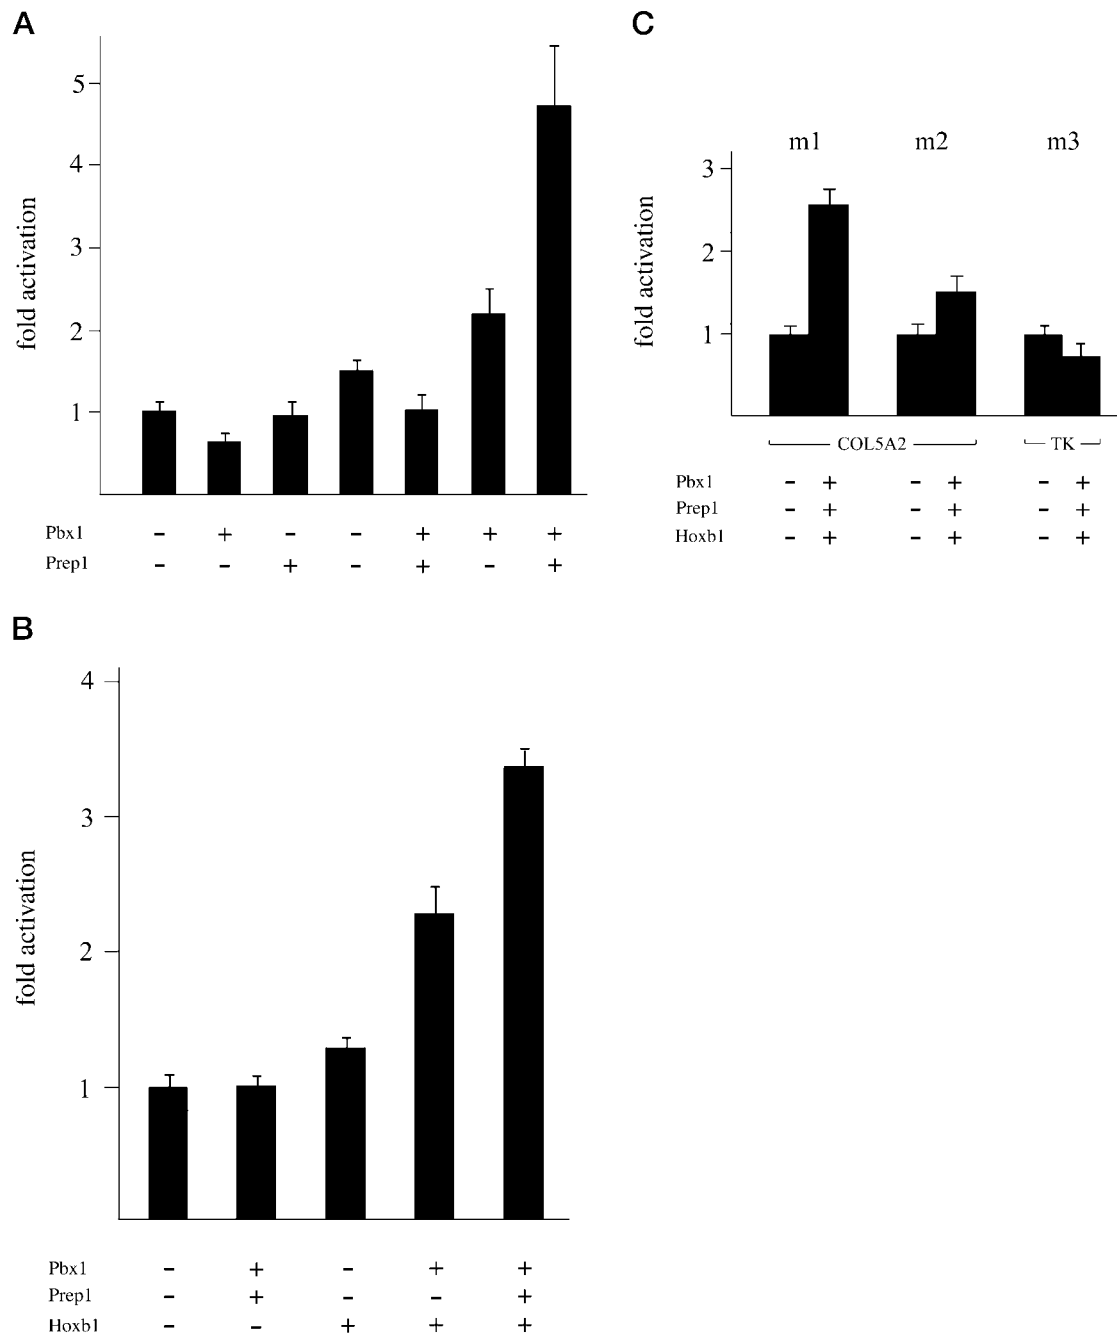 A
5
4
3
2
1
fold activation
Pbx1 - + - - + + +
Prep1 - - + - + - +
C
m1 m2 m3
3
2
1
fold activation
COL5A2 TK
Pbx1 - + - + - +
Prep1 - + - + - +
Hoxb1 - + - + - +
B
4
3
2
1
fold activation
Pbx1 - + - + +
Prep1 - + - - +
Hoxb1 - - + + +